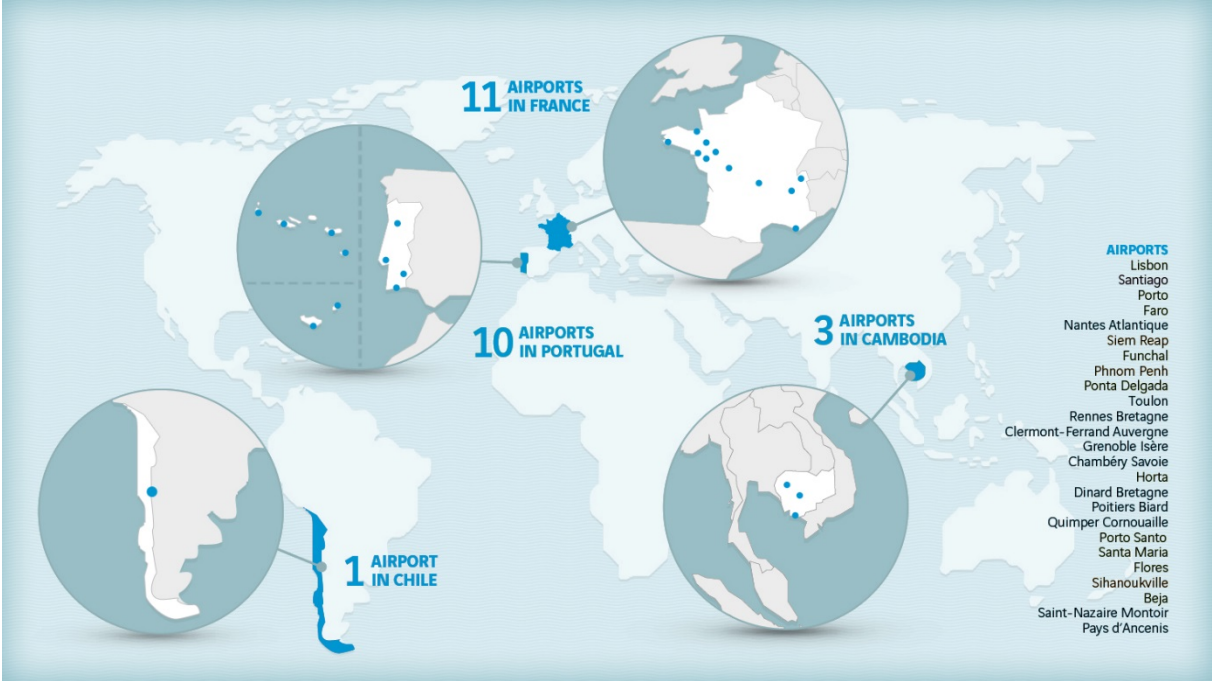 11 AIRPORTS
IN FRANCE
10 AIRPORTS
IN PORTUGAL
3 AIRPORTS
IN CAMBODIA
1 AIRPORT
IN CHILE
AIRPORTS
Lisbon
Santiago
Porto
Faro
Nantes Atlantique
Siem Reap
Funchal
Phnom Penh
Ponta Delgada
Toulon
Rennes Bretagne
Clermont-Ferrand Auvergne
Grenoble Isère
Chambéry Savoie
Horta
Dinard Bretagne
Poitiers Biard
Quimper Cornouaille
Porto Santo
Santa Maria
Flores
Sihanoukville
Beja
Saint-Nazaire Montoir
Pays d'Ancenis